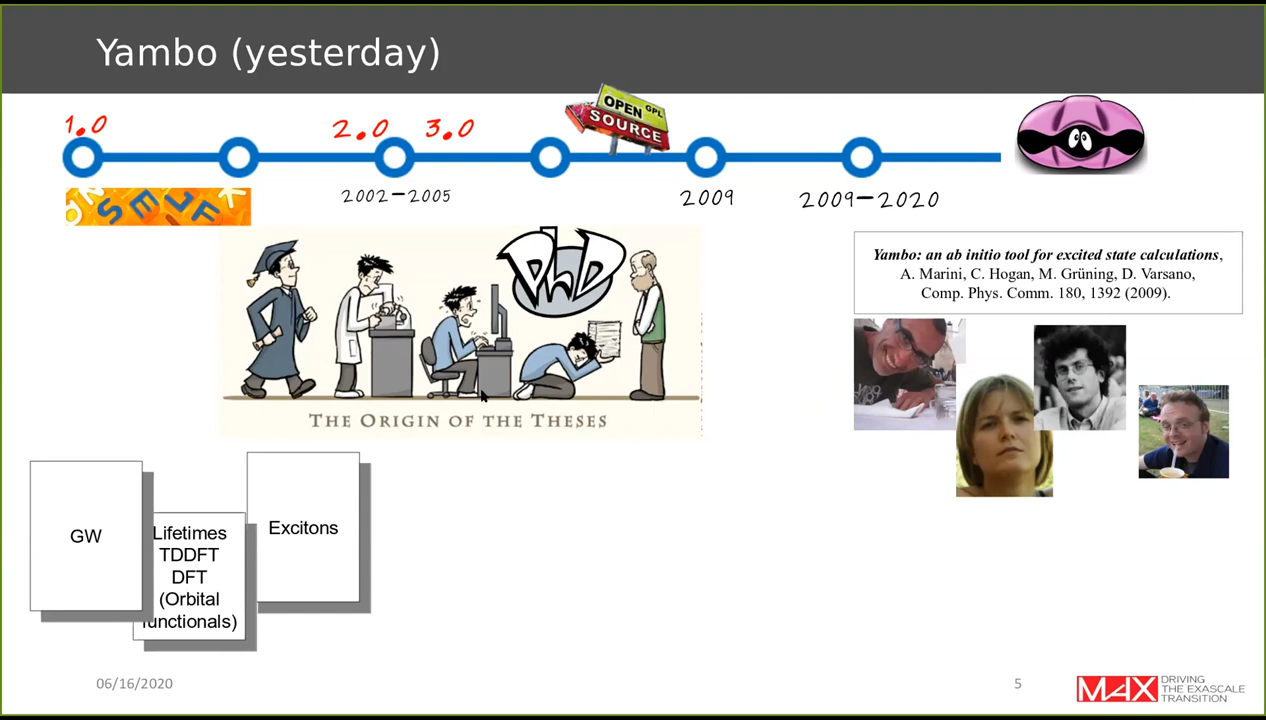 Yambo (yesterday)
1.0
2.0
3.0
OPEN GPL
SOURCE
SELF
2002-2005
2009
2009-2020
PhD
THE ORIGIN OF THE THESES
Yambo: an ab initio tool for excited state calculations,
A. Marini, C. Hogan, M. Grüning, D. Varsano,
Comp. Phys. Comm. 180, 1392 (2009).
GW
Lifetimes
TDDFT
DFT
(Orbital
functionals)
Excitons
06/16/2020
5
MAX
DRIVING
THE EXASCALE
TRANSITION